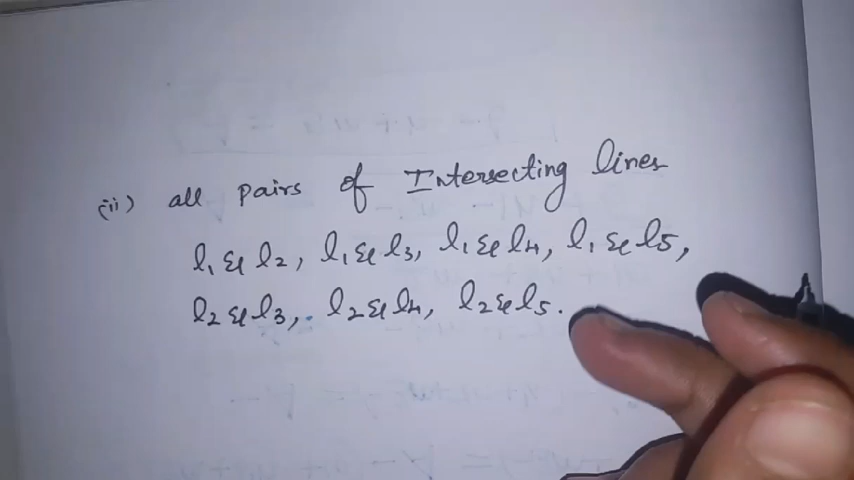 (ii) all pairs of Intersecting lines
l1 & l2, l1 & l3, l1 & l4, l1 & l5,
l2 & l3, l2 & l4, l2 & l5.